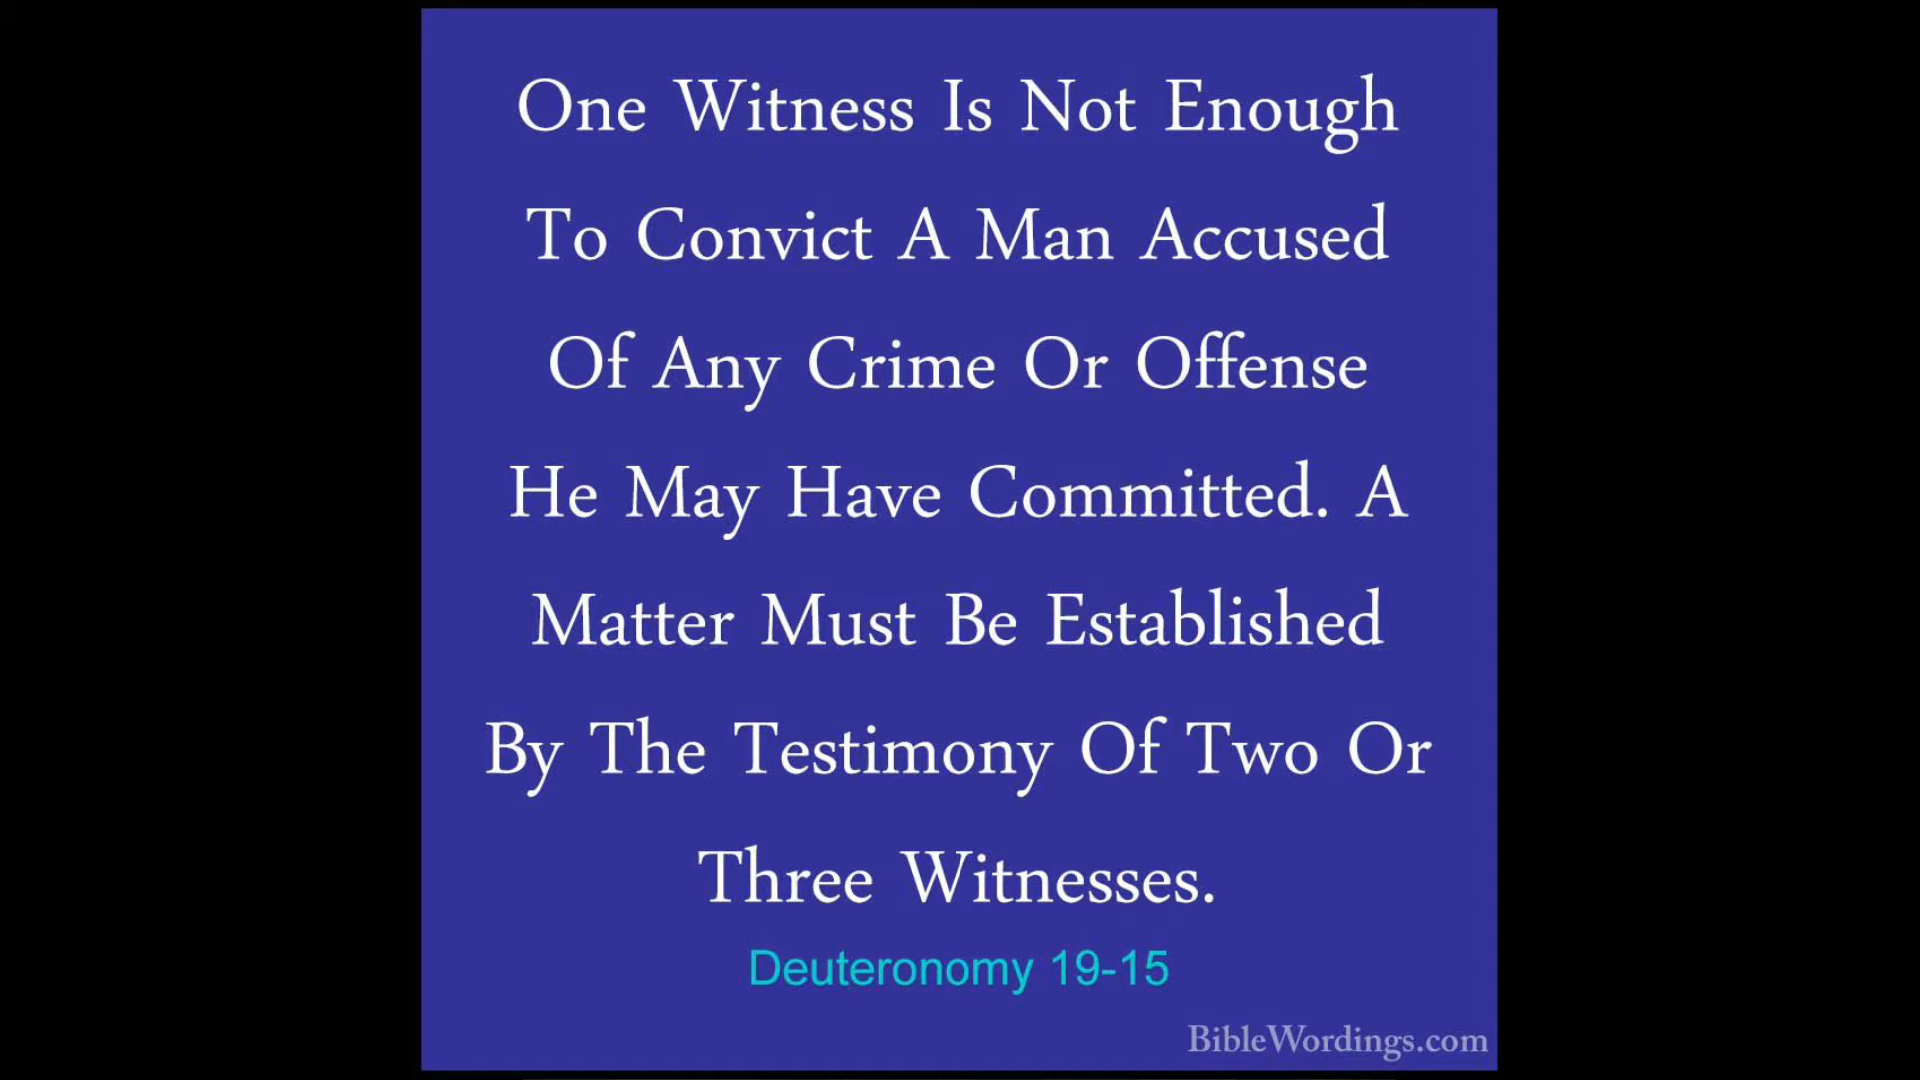 One Witness Is Not Enough
To Convict A Man Accused
Of Any Crime Or Offense
He May Have Committed. A
Matter Must Be Established
By The Testimony Of Two Or
Three Witnesses.
Deuteronomy 19-15
BibleWordings.com